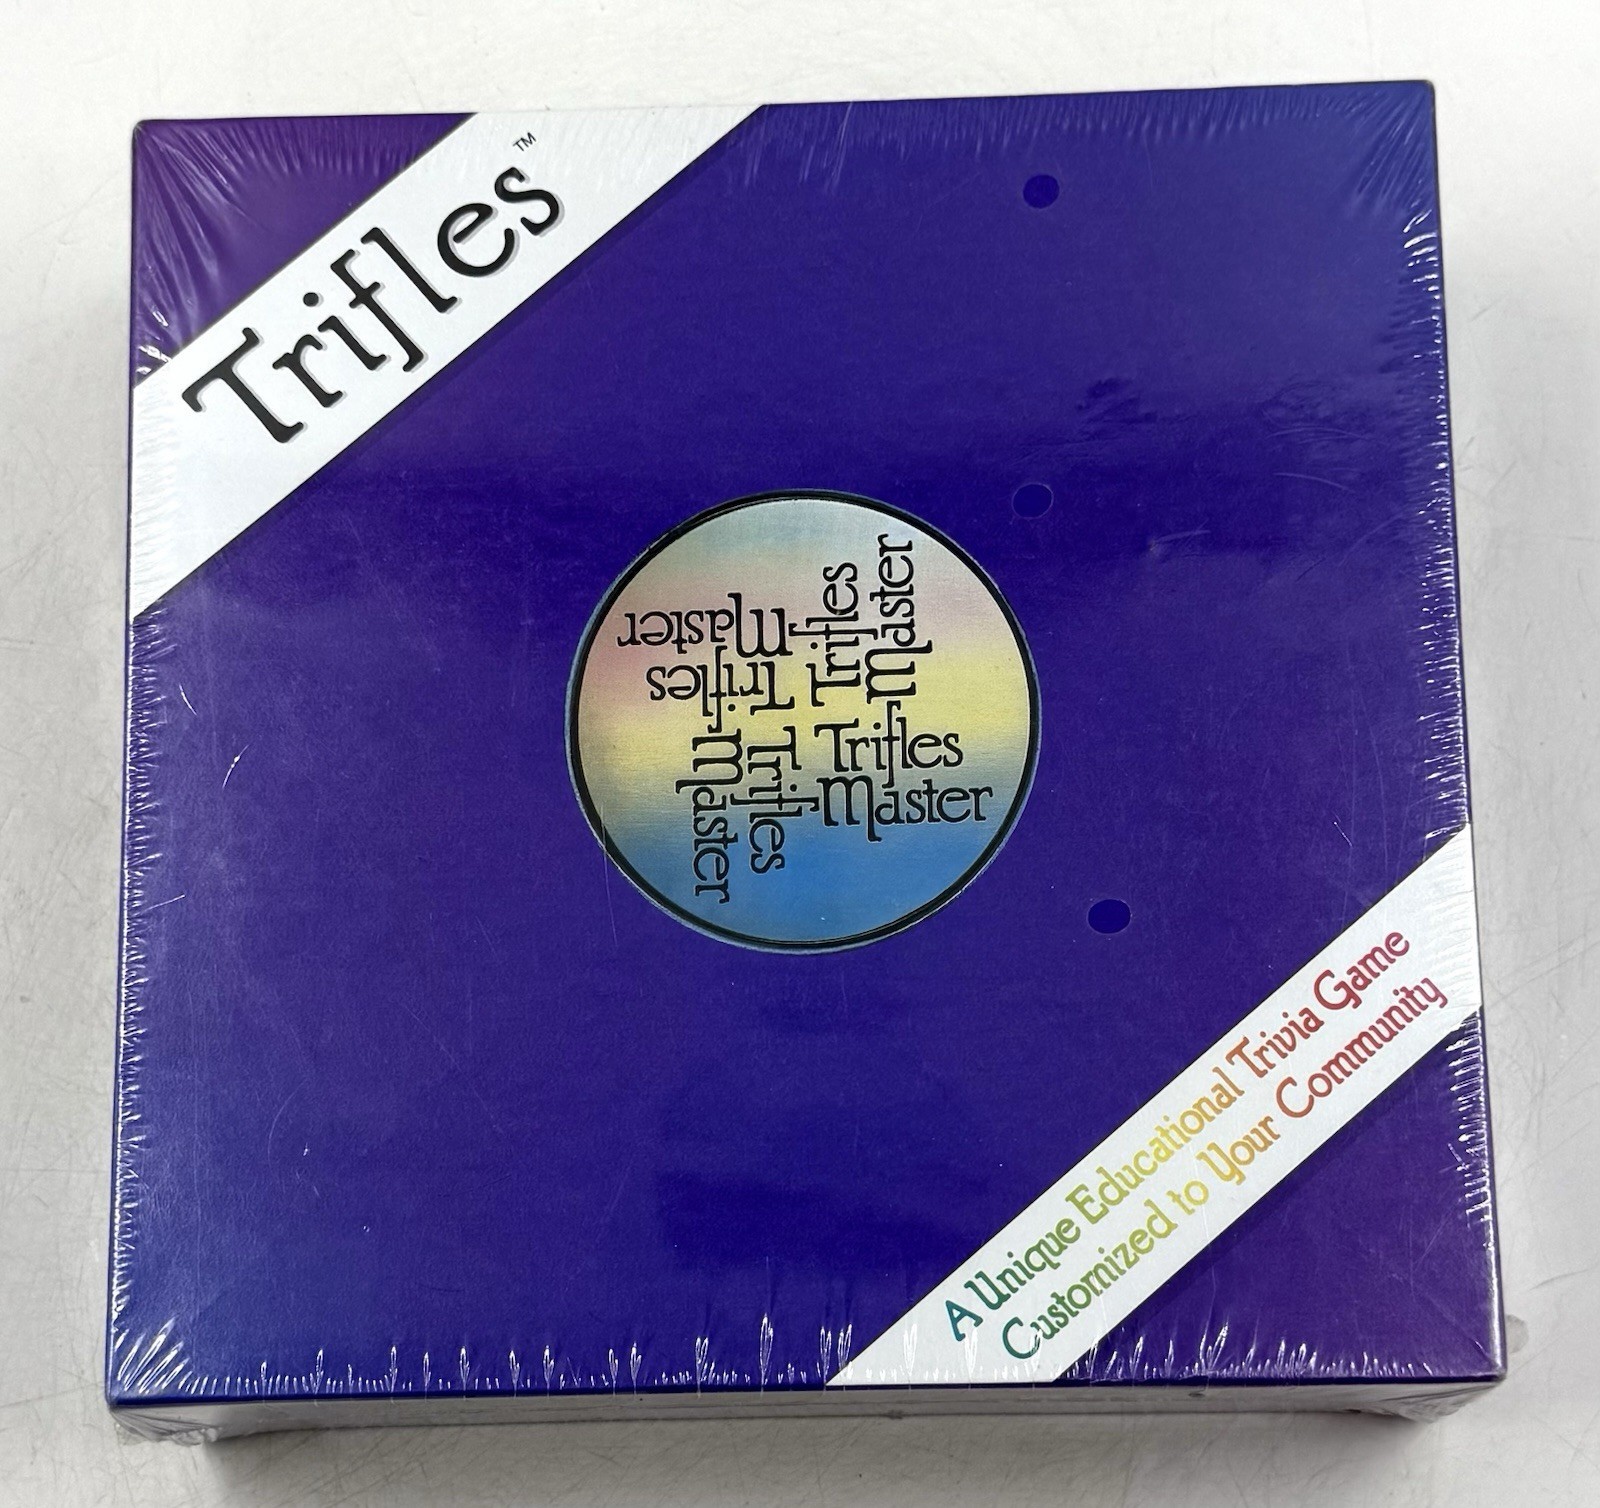 Trifles™
Trifles
Master
Trifles
Master
Trifles
Master
Trifles
Master
A Unique Educational Trivia Game
Customized to Your Community